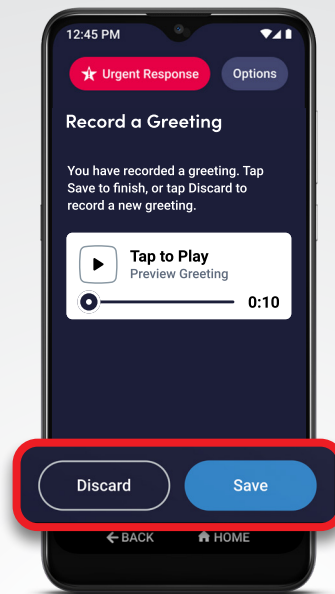 12:45 PM
Urgent Response
Options
Record a Greeting
You have recorded a greeting. Tap
Save to finish, or tap Discard to
record a new greeting.
Tap to Play
Preview Greeting
0:10
Discard
Save
BACK
HOME